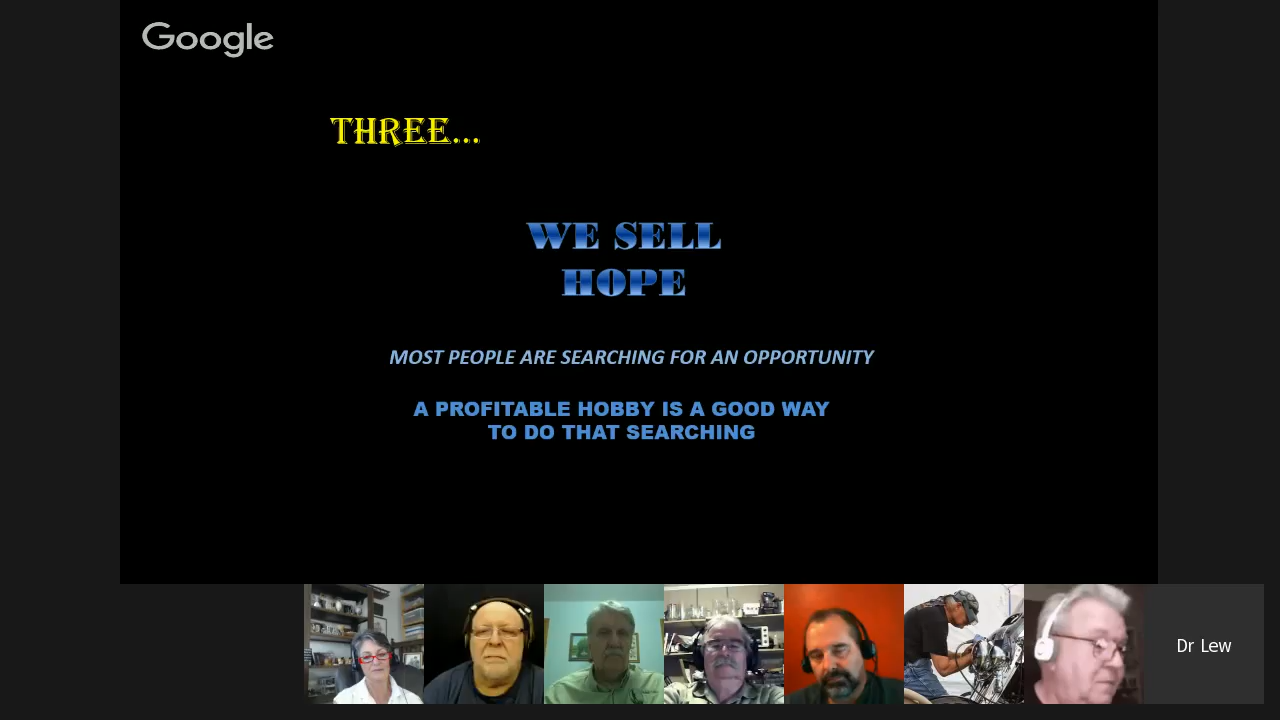 Google
THREE...
WE SELL
HOPE
MOST PEOPLE ARE SEARCHING FOR AN OPPORTUNITY
A PROFITABLE HOBBY IS A GOOD WAY
TO DO THAT SEARCHING
Dr Lew